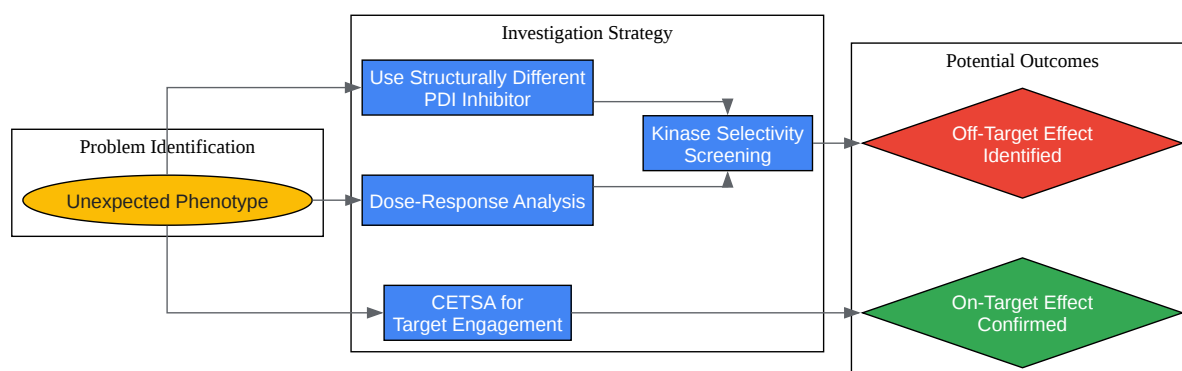 Problem Identification
Unexpected Phenotype
Investigation Strategy
Use Structurally Different
PDI Inhibitor
Dose-Response Analysis
CETSA for
Target Engagement
Kinase Selectivity
Screening
Potential Outcomes
Off-Target Effect
Identified
On-Target Effect
Confirmed